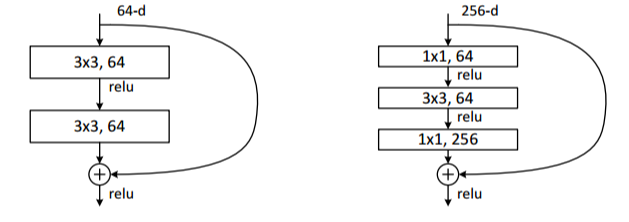 64-d
3x3, 64
relu
3x3, 64
+
relu
256-d
1x1, 64
relu
3x3, 64
relu
1x1, 256
+
relu